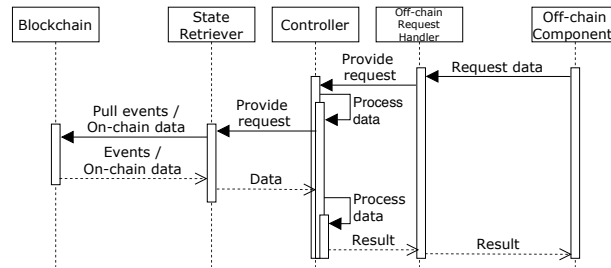 Blockchain
State
Retriever
Controller
Off-chain
Request
Handler
Off-chain
Component
Request data
Provide
request
Process
data
Provide
request
Pull events /
On-chain data
Events /
On-chain data
Data
Process
data
Result
Result